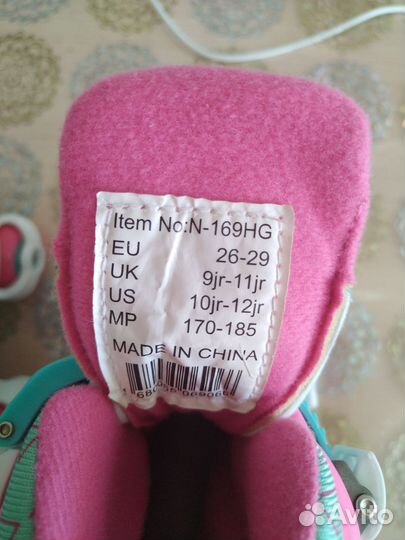 Item No:N-169HG
EU 26-29
UK 9jr-11jr
US 10jr-12jr
MP 170-185
MADE IN CHINA
Avito